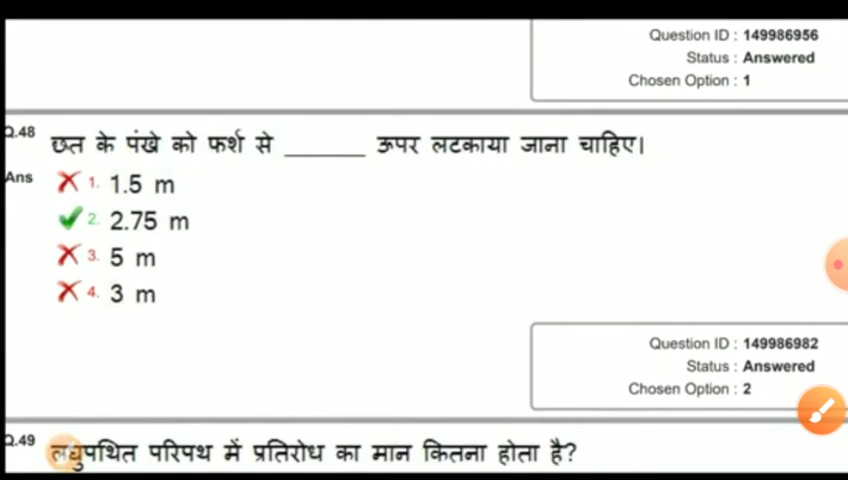 Question ID : 149986956
Status : Answered
Chosen Option : 1
Q.48 छत के पंखे को फर्श से ______ ऊपर लटकाया जाना चाहिए।
Ans 1. 1.5 m
2. 2.75 m
3. 5 m
4. 3 m
Question ID : 149986982
Status : Answered
Chosen Option : 2
Q.49 लघुपथित परिपथ में प्रतिरोध का मान कितना होता है?